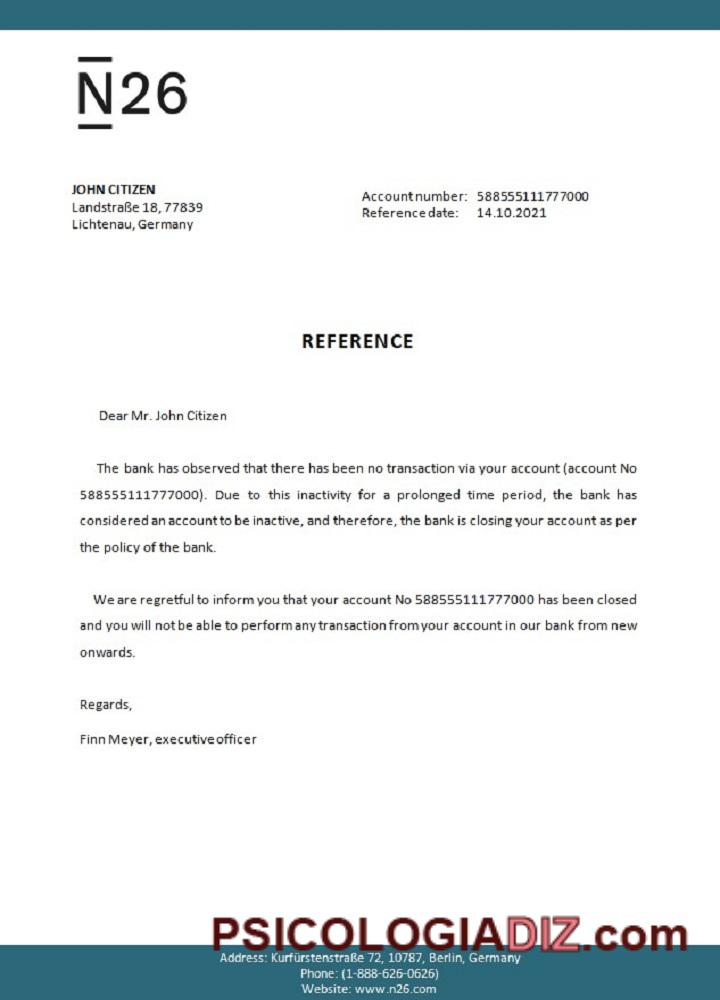 N26
JOHN CITIZEN
Landstraße 18, 77839
Lichtenau, Germany
Account number: 588555111777000
Reference date: 14.10.2021
REFERENCE
Dear Mr. John Citizen
The bank has observed that there has been no transaction via your account (account No
588555111777000). Due to this inactivity for a prolonged time period, the bank has
considered an account to be inactive, and therefore, the bank is closing your account as per
the policy of the bank.
We are regretful to inform you that your account No 588555111777000 has been closed
and you will not be able to perform any transaction from your account in our bank from new
onwards.
Regards,
Finn Meyer, executive officer
PSICOLOGIADIZ.com
Address: Kurfürstenstraße 72, 10787, Berlin, Germany
Phone: (1-888-626-0626)
Website: www.n26.com